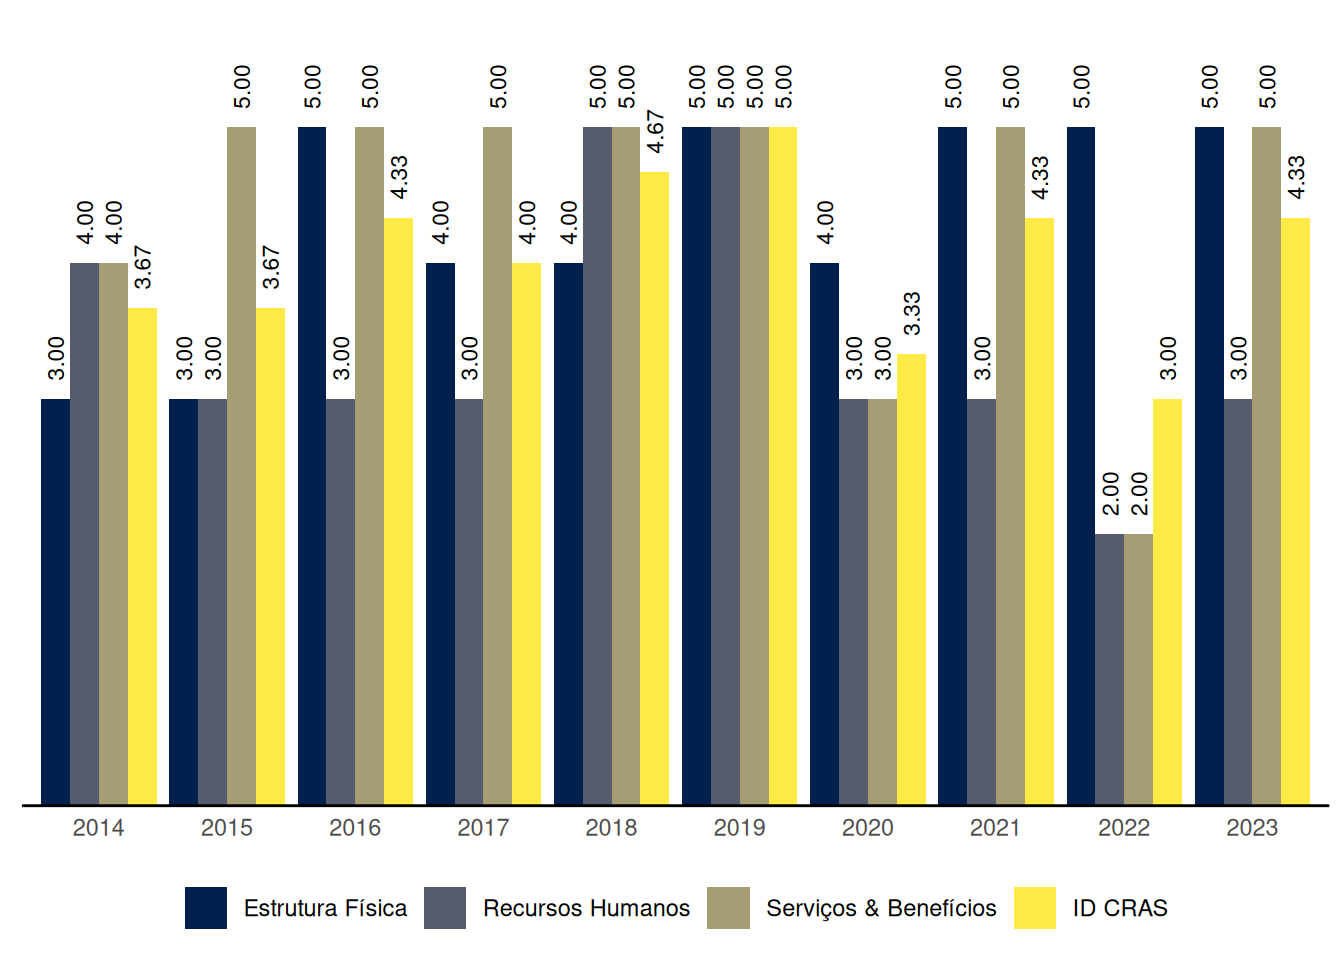 3.00 4.00 4.00 3.67 3.00 3.00 5.00 3.67 5.00 3.00 5.00 4.33 4.00 3.00 5.00 4.00 4.00 5.00 5.00 4.67 5.00 5.00 5.00 5.00 4.00 3.00 3.00 3.33 5.00 3.00 5.00 4.33 5.00 2.00 2.00 3.00 5.00 3.00 5.00 4.33
2014 2015 2016 2017 2018 2019 2020 2021 2022 2023
Estrutura Física Recursos Humanos Serviços & Benefícios ID CRAS